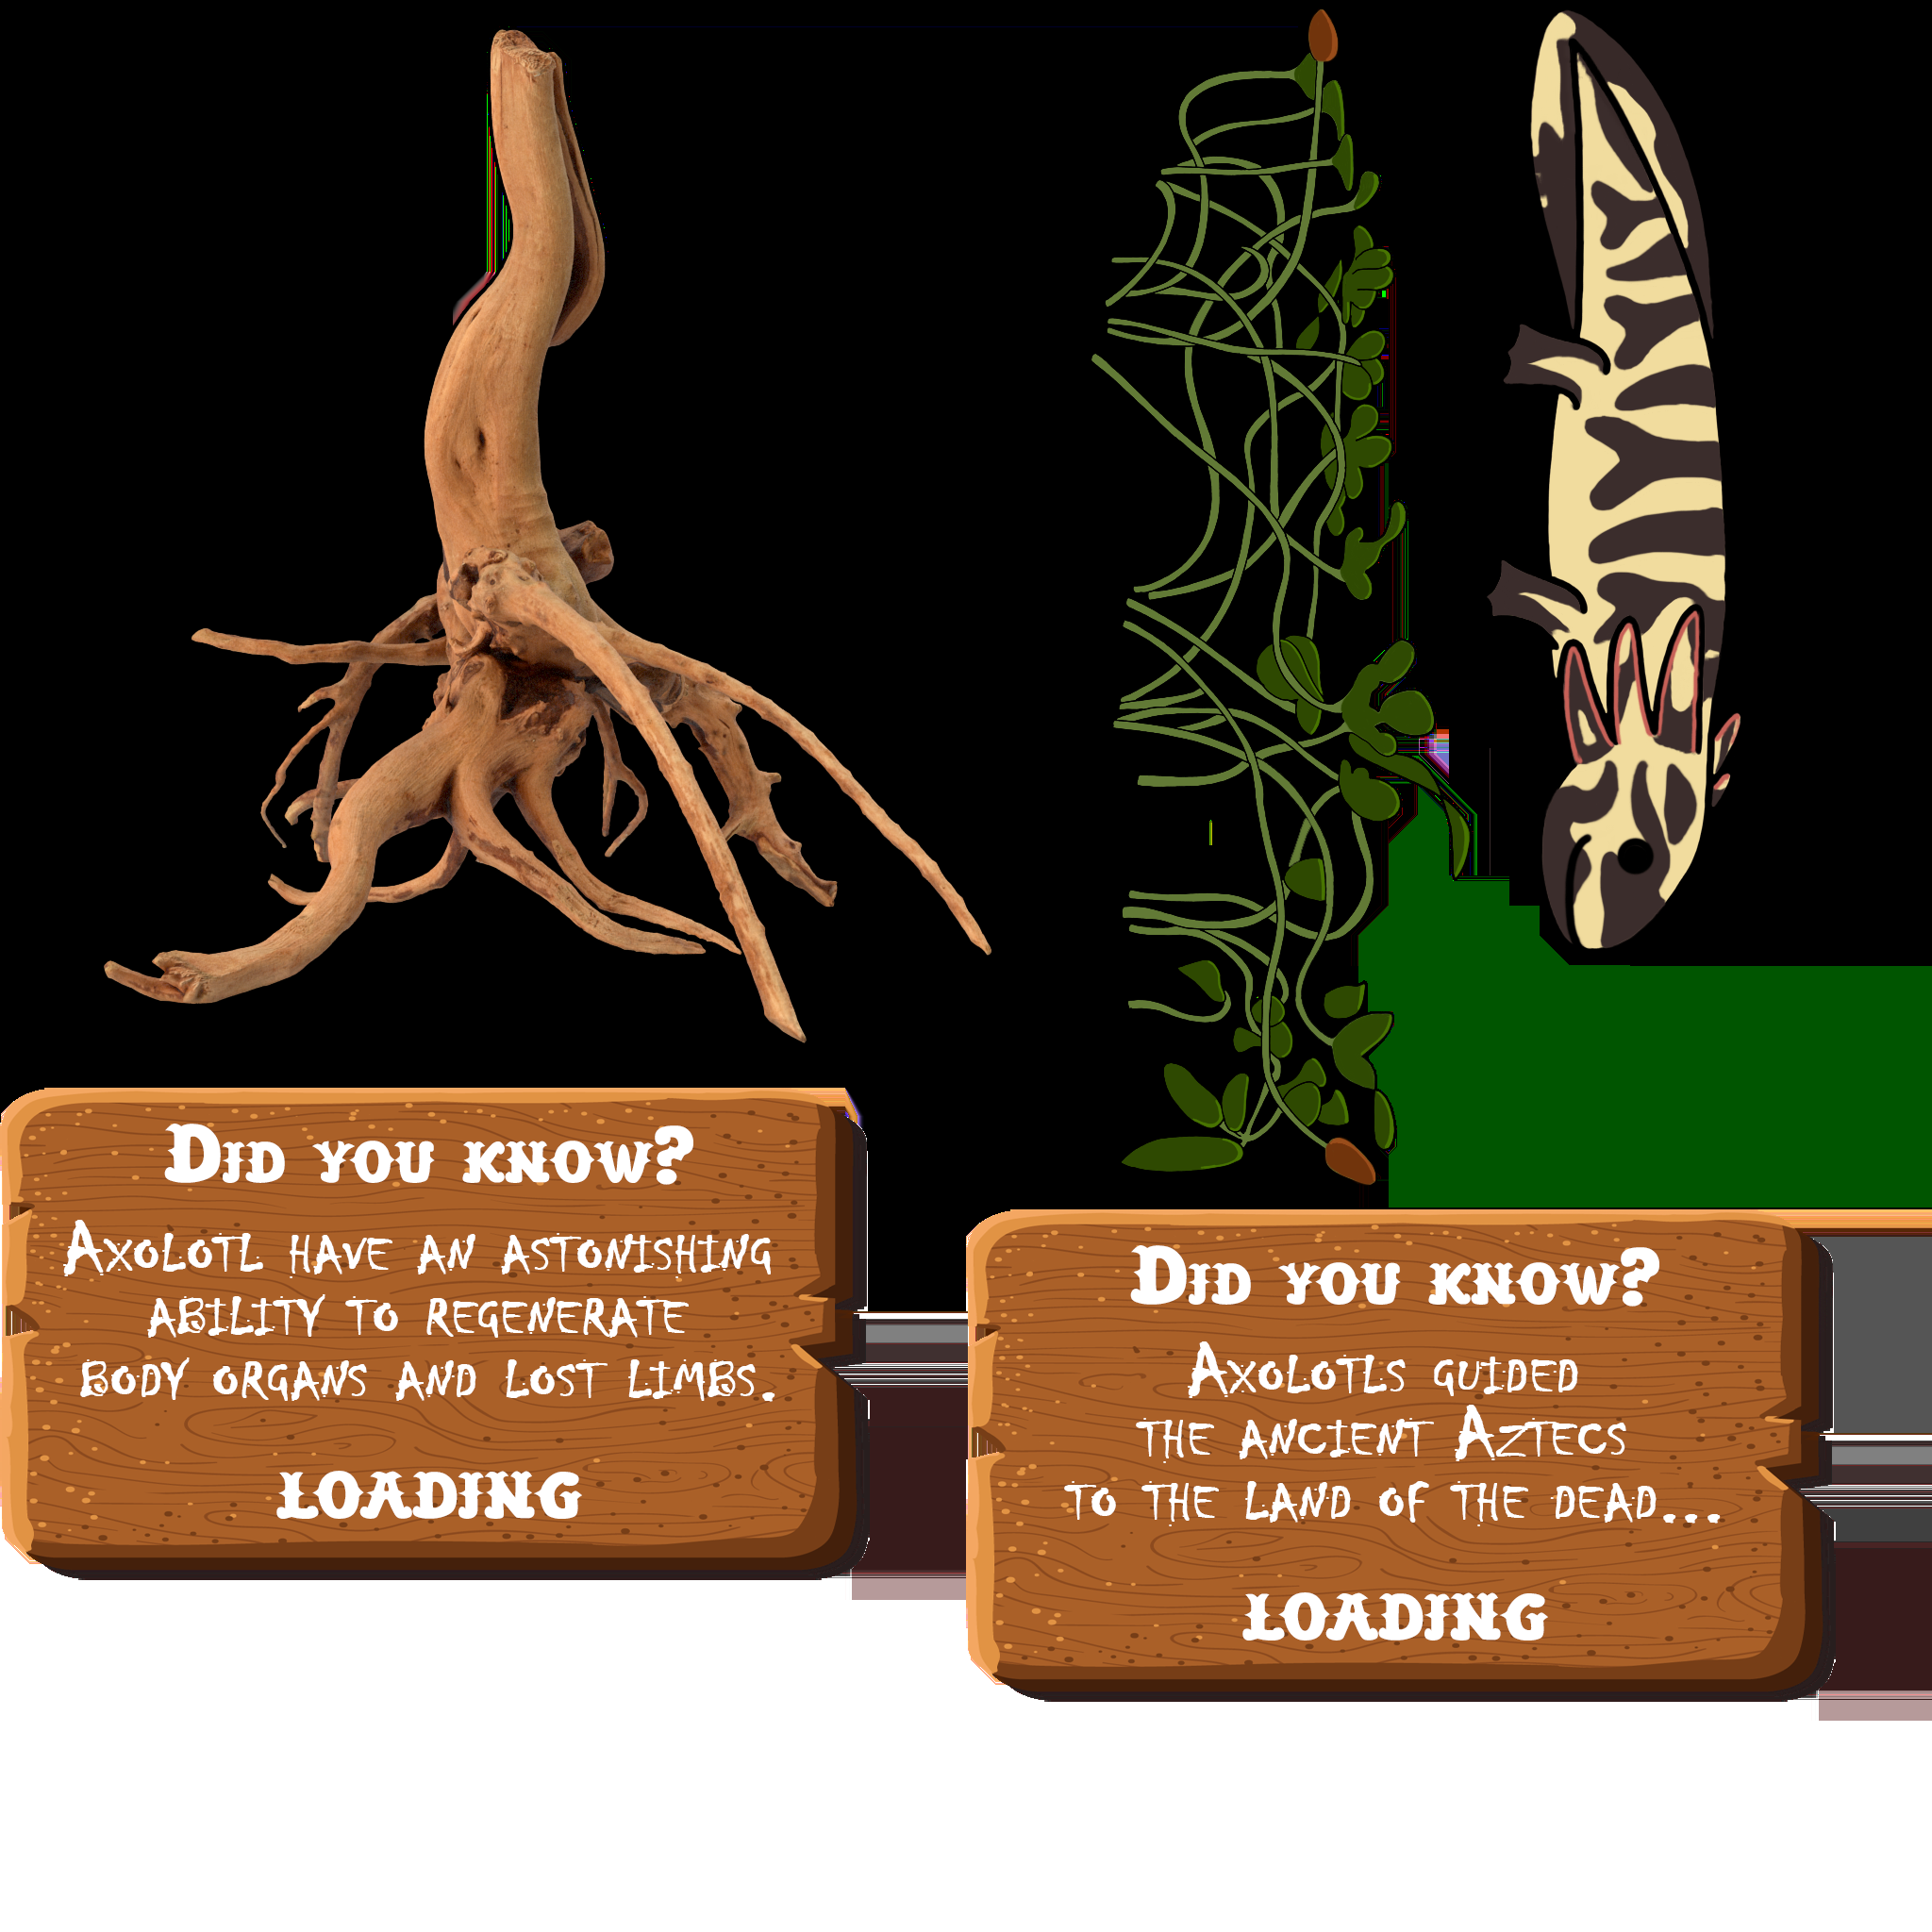 Did you know?
Axolotl have an astonishing
ability to regenerate
body organs and lost limbs.
LOADING
Did you know?
Axolotls guided
the ancient Aztecs
to the land of the dead...
LOADING